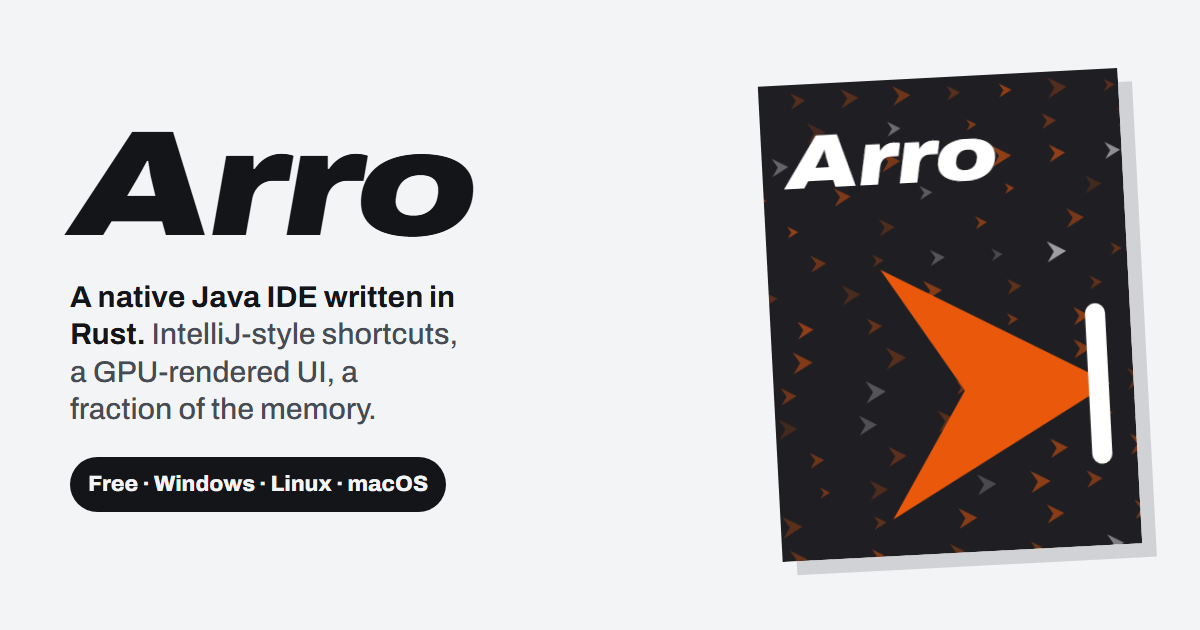 Arro
A native Java IDE written in
Rust. IntelliJ-style shortcuts,
a GPU-rendered UI, a
fraction of the memory.
Free · Windows · Linux · macOS
Arro